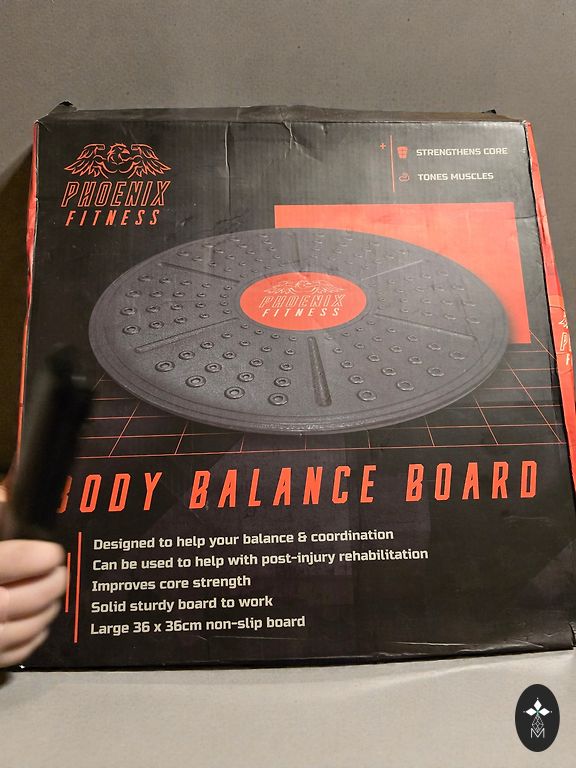 PHOENIX
FITNESS
STRENGTHENS CORE
TONES MUSCLES
PHOENIX
FITNESS
BODY BALANCE BOARD
Designed to help your balance & coordination
Can be used to help with post-injury rehabilitation
Improves core strength
Solid sturdy board to work
Large 36 x 36cm non-slip board